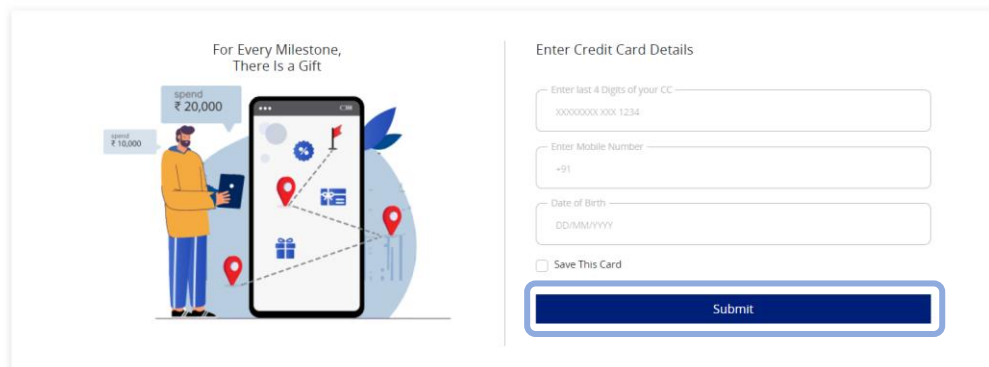 For Every Milestone,
There Is a Gift
spend
₹ 20,000
spend
₹ 10,000
Enter Credit Card Details
Enter last 4 Digits of your CC
XXXXXXXX XXX 1234
Enter Mobile Number
+91
Date of Birth
DD/MM/YYYY
Save This Card
Submit